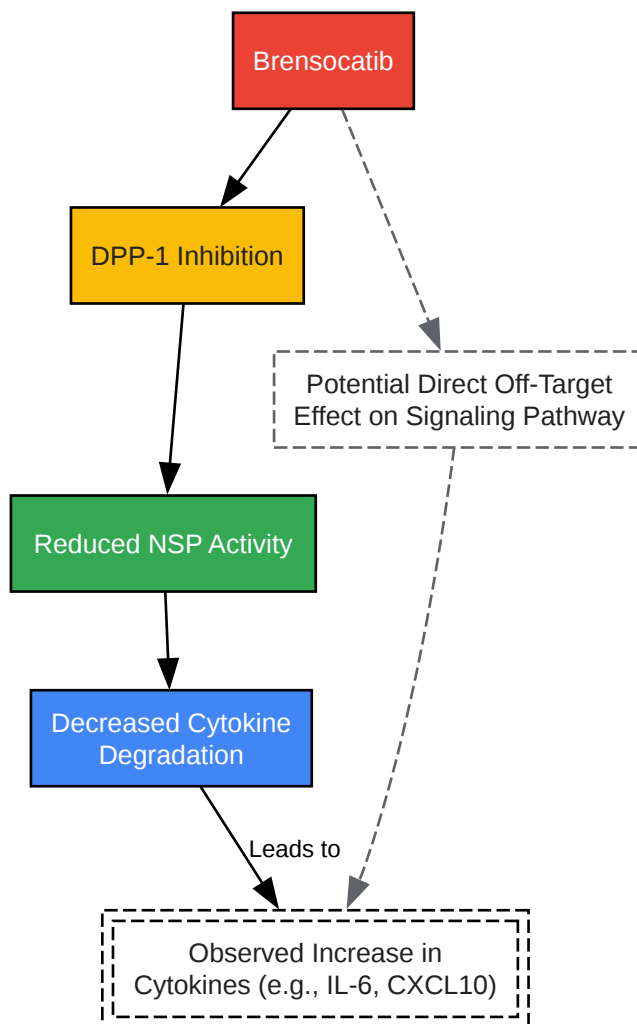 Brensocatib
DPP-1 Inhibition
Potential Direct Off-Target
Effect on Signaling Pathway
Reduced NSP Activity
Decreased Cytokine
Degradation
Leads to
Observed Increase in
Cytokines (e.g., IL-6, CXCL10)